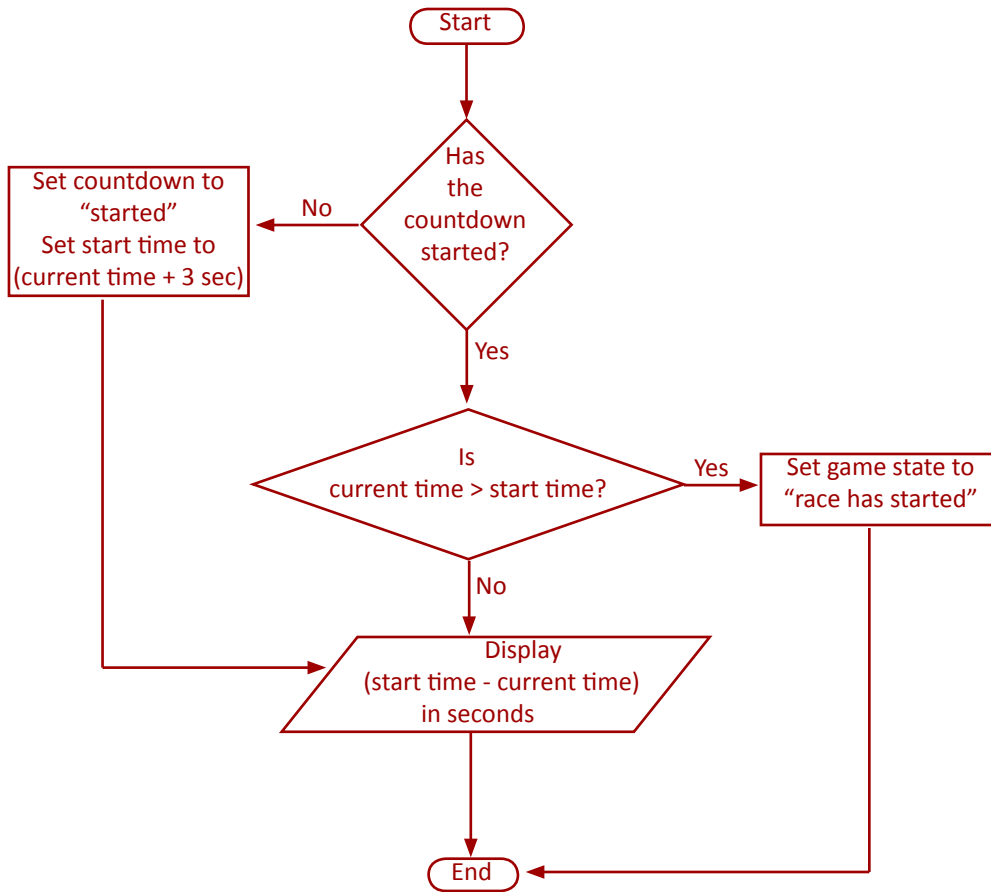 Start
Has
the
countdown
started?
No
Set countdown to
“started”
Set start time to
(current time + 3 sec)
Yes
Is
current time > start time?
Yes
Set game state to
“race has started”
No
Display
(start time - current time)
in seconds
End